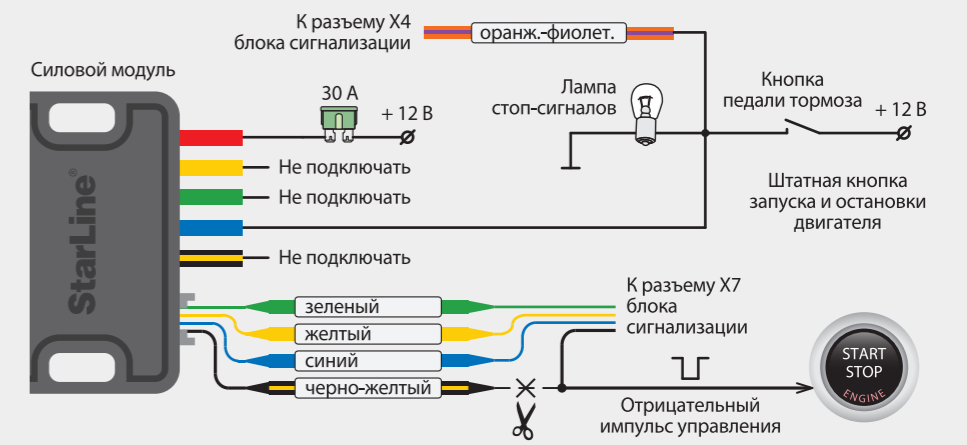 К разъему X4
блока сигнализации
оранж.-фиолет.
Силовой модуль
30 А
+ 12 В
Лампа
стоп-сигналов
Кнопка
педали тормоза
+ 12 В
Не подключать
Не подключать
Штатная кнопка
запуска и остановки
двигателя
Не подключать
StarLine®
зеленый
желтый
синий
черно-желтый
К разъему X7
блока
сигнализации
START
STOP
ENGINE
Отрицательный
импульс управления